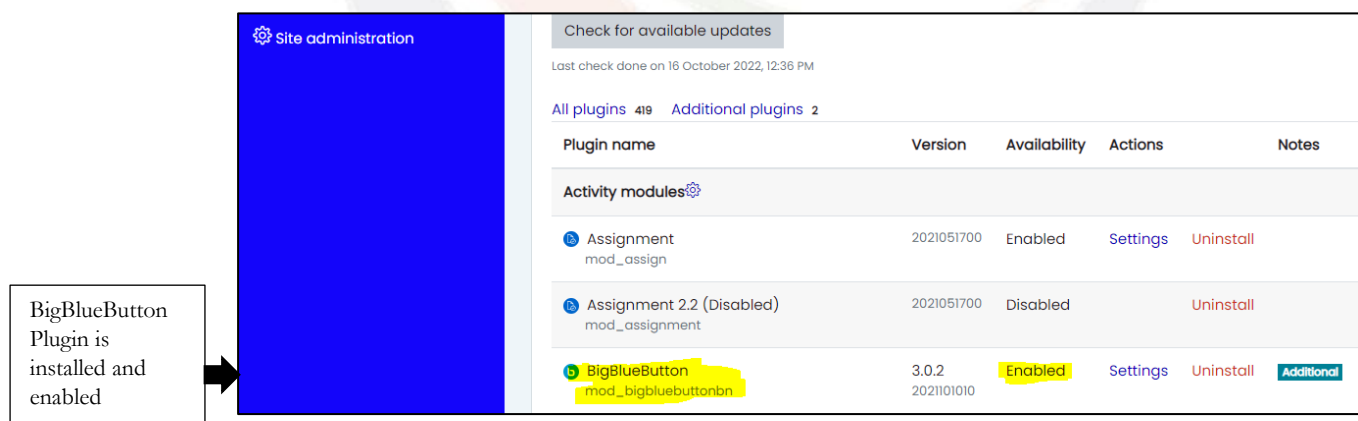 Site administration
Check for available updates
Last check done on 16 October 2022, 12:36 PM
All plugins 419 Additional plugins 2
Plugin name Version Availability Actions Notes
Activity modules
Assignment 2021051700 Enabled Settings Uninstall
mod_assign
Assignment 2.2 (Disabled) 2021051700 Disabled Uninstall
mod_assignment
BigBlueButton 3.0.2 Enabled Settings Uninstall Additional
mod_bigbluebuttonbn 2021101010
BigBlueButton
Plugin is
installed and
enabled